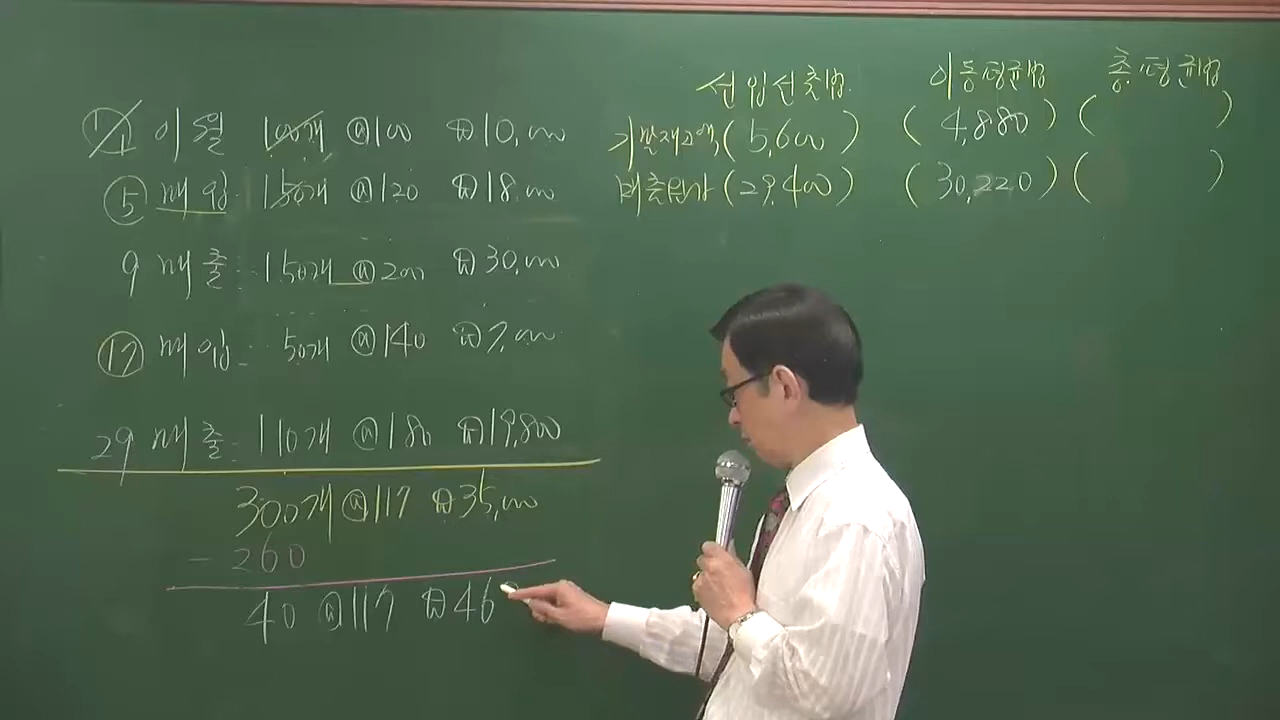 선입선출법 이동평균법 총평균법
기말재고액 (5,600) (4,880) ( )
매출원가 (29,400) (30,220) ( )
1/1 이월 100개 @100 ₩10,000
5 매입 150개 @120 ₩18,000
9 매출 150개 @200 ₩30,000
17 매입 50개 @140 ₩7,000
29 매출 110개 @180 ₩19,800
300개 @117 ₩35,000
- 260
40 @117 ₩46